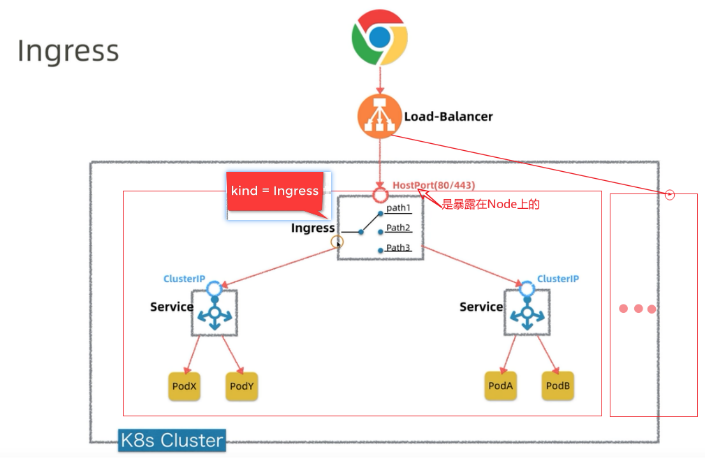 Ingress
Load-Balancer
kind = Ingress
HostPort(80/443)
是暴露在Node上的
Ingress
path1
Path2
Path3
ClusterIP
ClusterIP
Service
Service
PodX
PodY
PodA
PodB
K8s Cluster